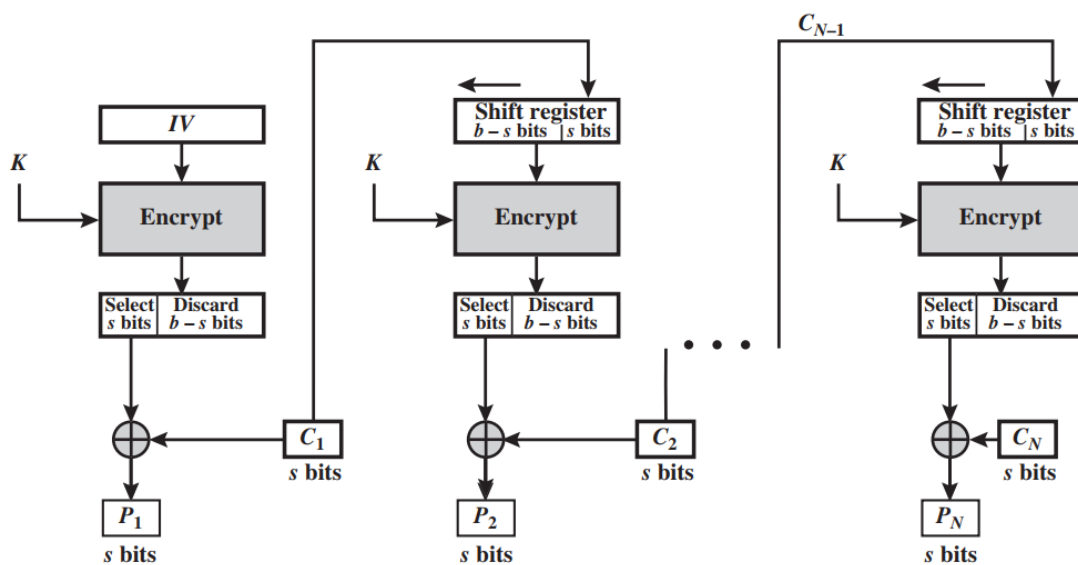 C_{N–1}
IV
Shift register
b – s bits | s bits
Shift register
b – s bits | s bits
K
Encrypt
K
Encrypt
K
Encrypt
Select Discard
s bits b – s bits
Select Discard
s bits b – s bits
Select Discard
s bits b – s bits
• • •
C_1
s bits
C_2
s bits
C_N
s bits
P_1
s bits
P_2
s bits
P_N
s bits